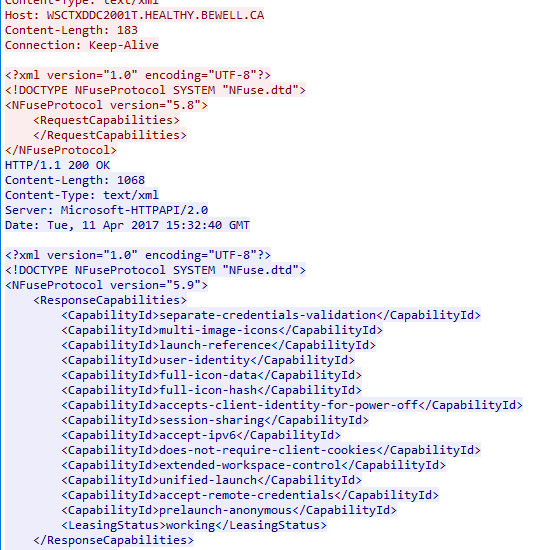 Content-Type: text/xml
Host: WSCTXDDC2001T.HEALTHY.BEWELL.CA
Content-Length: 183
Connection: Keep-Alive
<?xml version="1.0" encoding="UTF-8"?>
<!DOCTYPE NFuseProtocol SYSTEM "NFuse.dtd">
<NFuseProtocol version="5.8">
<RequestCapabilities>
</RequestCapabilities>
</NFuseProtocol>
HTTP/1.1 200 OK
Content-Length: 1068
Content-Type: text/xml
Server: Microsoft-HTTPAPI/2.0
Date: Tue, 11 Apr 2017 15:32:40 GMT
<?xml version="1.0" encoding="UTF-8"?>
<!DOCTYPE NFuseProtocol SYSTEM "NFuse.dtd">
<NFuseProtocol version="5.9">
<ResponseCapabilities>
<CapabilityId>separate-credentials-validation</CapabilityId>
<CapabilityId>multi-image-icons</CapabilityId>
<CapabilityId>launch-reference</CapabilityId>
<CapabilityId>user-identity</CapabilityId>
<CapabilityId>full-icon-data</CapabilityId>
<CapabilityId>full-icon-hash</CapabilityId>
<CapabilityId>accepts-client-identity-for-power-off</CapabilityId>
<CapabilityId>session-sharing</CapabilityId>
<CapabilityId>accept-ipv6</CapabilityId>
<CapabilityId>does-not-require-client-cookies</CapabilityId>
<CapabilityId>extended-workspace-control</CapabilityId>
<CapabilityId>unified-launch</CapabilityId>
<CapabilityId>accept-remote-credentials</CapabilityId>
<CapabilityId>prelaunch-anonymous</CapabilityId>
<LeasingStatus>working</LeasingStatus>
</ResponseCapabilities>